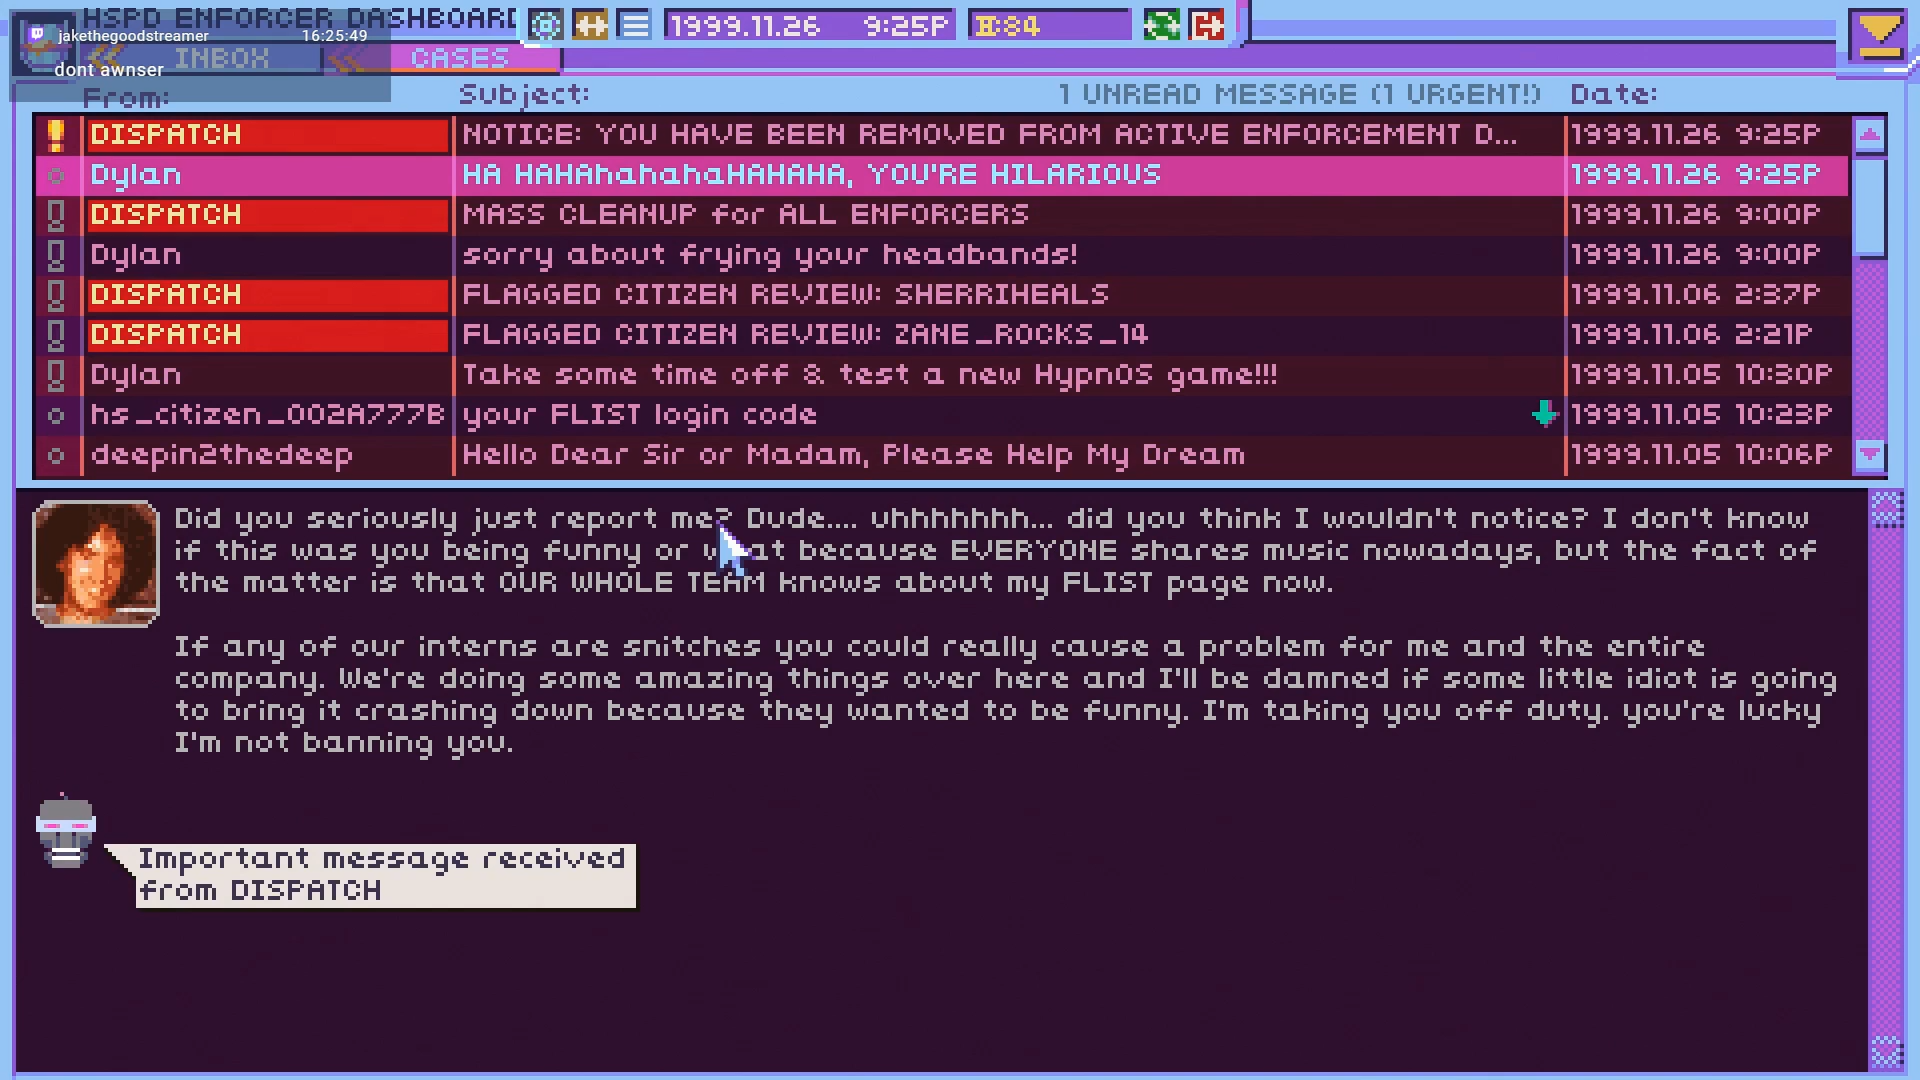 HSPD ENFORCER DASHBOARD
1999.11.26 9:25P
84
jakethegoodstreamer 16:25:49
dont awnser
INBOX
CASES
From: Subject: 1 UNREAD MESSAGE (1 URGENT!) Date:
DISPATCH NOTICE: YOU HAVE BEEN REMOVED FROM ACTIVE ENFORCEMENT D... 1999.11.26 9:25P
Dylan HA HAHAhahahaHAHAHA, YOU'RE HILARIOUS 1999.11.26 9:25P
DISPATCH MASS CLEANUP for ALL ENFORCERS 1999.11.26 9:00P
Dylan sorry about frying your headbands! 1999.11.26 9:00P
DISPATCH FLAGGED CITIZEN REVIEW: SHERRIHEALS 1999.11.06 2:37P
DISPATCH FLAGGED CITIZEN REVIEW: ZANE_ROCKS_14 1999.11.06 2:21P
Dylan Take some time off & test a new HypnOS game!!! 1999.11.05 10:30P
hs_citizen_002A777B your FLIST login code 1999.11.05 10:23P
deepin2thedeep Hello Dear Sir or Madam, Please Help My Dream 1999.11.05 10:06P
Did you seriously just report me? Dude.... uhhhhhhh... did you think I wouldn't notice? I don't know
if this was you being funny or what because EVERYONE shares music nowadays, but the fact of
the matter is that OUR WHOLE TEAM knows about my FLIST page now.
If any of our interns are snitches you could really cause a problem for me and the entire
company. We're doing some amazing things over here and I'll be damned if some little idiot is going
to bring it crashing down because they wanted to be funny. I'm taking you off duty. you're lucky
I'm not banning you.
Important message received
from DISPATCH